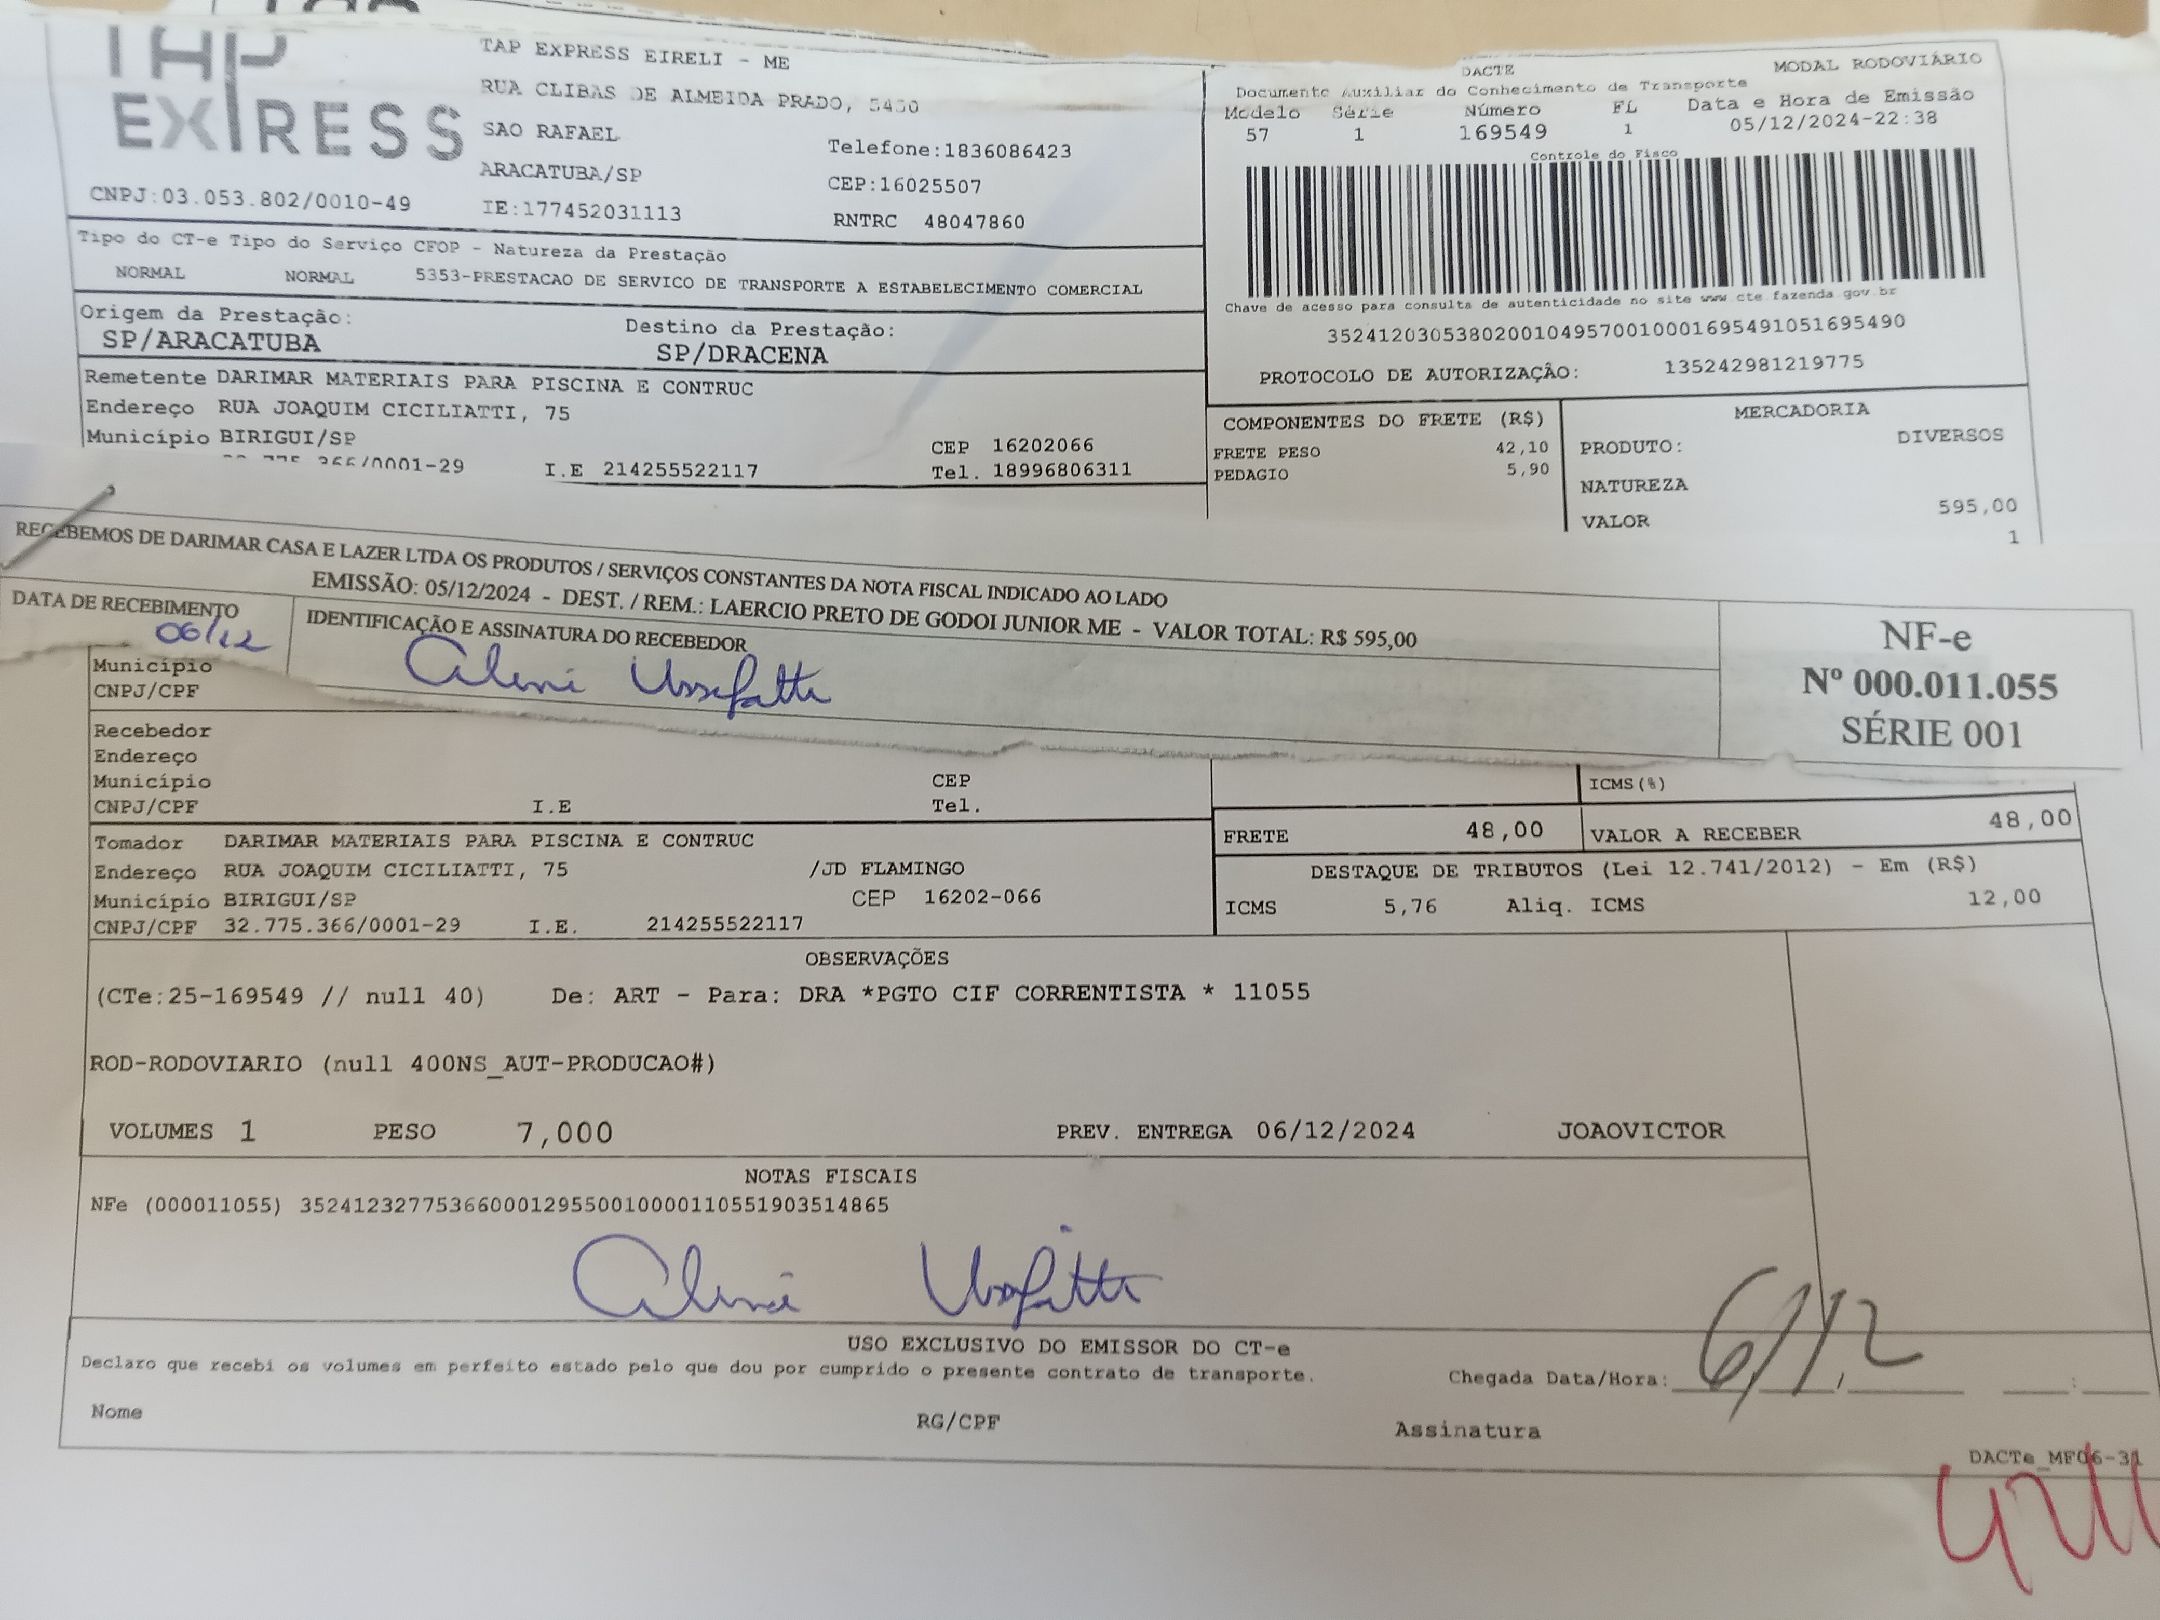 TAP
EXPRESS
TAP EXPRESS EIRELI - ME
RUA CLIBAS DE ALMEIDA PRADO, 5450
SAO RAFAEL
Telefone:1836086423
ARACATUBA/SP
CEP:16025507
CNPJ:03.053.802/0010-49
IE:177452031113
RNTRC 48047860
DACTE
MODAL RODOVIÁRIO
Documento Auxiliar do Conhecimento de Transporte
Modelo Série Número FL Data e Hora de Emissão
57 1 169549 1 05/12/2024-22:38
Controle do Fisco
Chave de acesso para consulta de autenticidade no site www.cte.fazenda.gov.br
35241203053802001049570010001695491051695490
PROTOCOLO DE AUTORIZAÇÃO: 135242981219775
Tipo do CT-e Tipo do Serviço CFOP - Natureza da Prestação
NORMAL NORMAL 5353-PRESTACAO DE SERVICO DE TRANSPORTE A ESTABELECIMENTO COMERCIAL
Origem da Prestação: Destino da Prestação:
SP/ARACATUBA SP/DRACENA
Remetente DARIMAR MATERIAIS PARA PISCINA E CONTRUC
Endereço RUA JOAQUIM CICILIATTI, 75
Município BIRIGUI/SP CEP 16202066
366/0001-29 I.E 214255522117 Tel. 18996806311
COMPONENTES DO FRETE (R$)
FRETE PESO 42,10
PEDAGIO 5,90
MERCADORIA
PRODUTO: DIVERSOS
NATUREZA
VALOR 595,00
1
RECEBEMOS DE DARIMAR CASA E LAZER LTDA OS PRODUTOS / SERVIÇOS CONSTANTES DA NOTA FISCAL INDICADO AO LADO
EMISSÃO: 05/12/2024 - DEST. / REM.: LAERCIO PRETO DE GODOI JUNIOR ME - VALOR TOTAL: R$ 595,00
DATA DE RECEBIMENTO
06/12
IDENTIFICAÇÃO E ASSINATURA DO RECEBEDOR
NF-e
Nº 000.011.055
SÉRIE 001
Município
CNPJ/CPF
Recebedor
Endereço
Município CEP
CNPJ/CPF I.E Tel.
ICMS(%)
Tomador DARIMAR MATERIAIS PARA PISCINA E CONTRUC
Endereço RUA JOAQUIM CICILIATTI, 75 /JD FLAMINGO
Município BIRIGUI/SP CEP 16202-066
CNPJ/CPF 32.775.366/0001-29 I.E. 214255522117
FRETE 48,00 VALOR A RECEBER 48,00
DESTAQUE DE TRIBUTOS (Lei 12.741/2012) - Em (R$)
ICMS 5,76 Aliq. ICMS 12,00
OBSERVAÇÕES
(CTe:25-169549 // null 40) De: ART - Para: DRA *PGTO CIF CORRENTISTA * 11055
ROD-RODOVIARIO (null 400NS_AUT-PRODUCAO#)
VOLUMES 1 PESO 7,000 PREV. ENTREGA 06/12/2024 JOAOVICTOR
NOTAS FISCAIS
NFe (000011055) 35241232775366000129550010000110551903514865
USO EXCLUSIVO DO EMISSOR DO CT-e
Declaro que recebi os volumes em perfeito estado pelo que dou por cumprido o presente contrato de transporte.
Chegada Data/Hora: 6/12
Nome RG/CPF Assinatura
DACTe_MF06-31